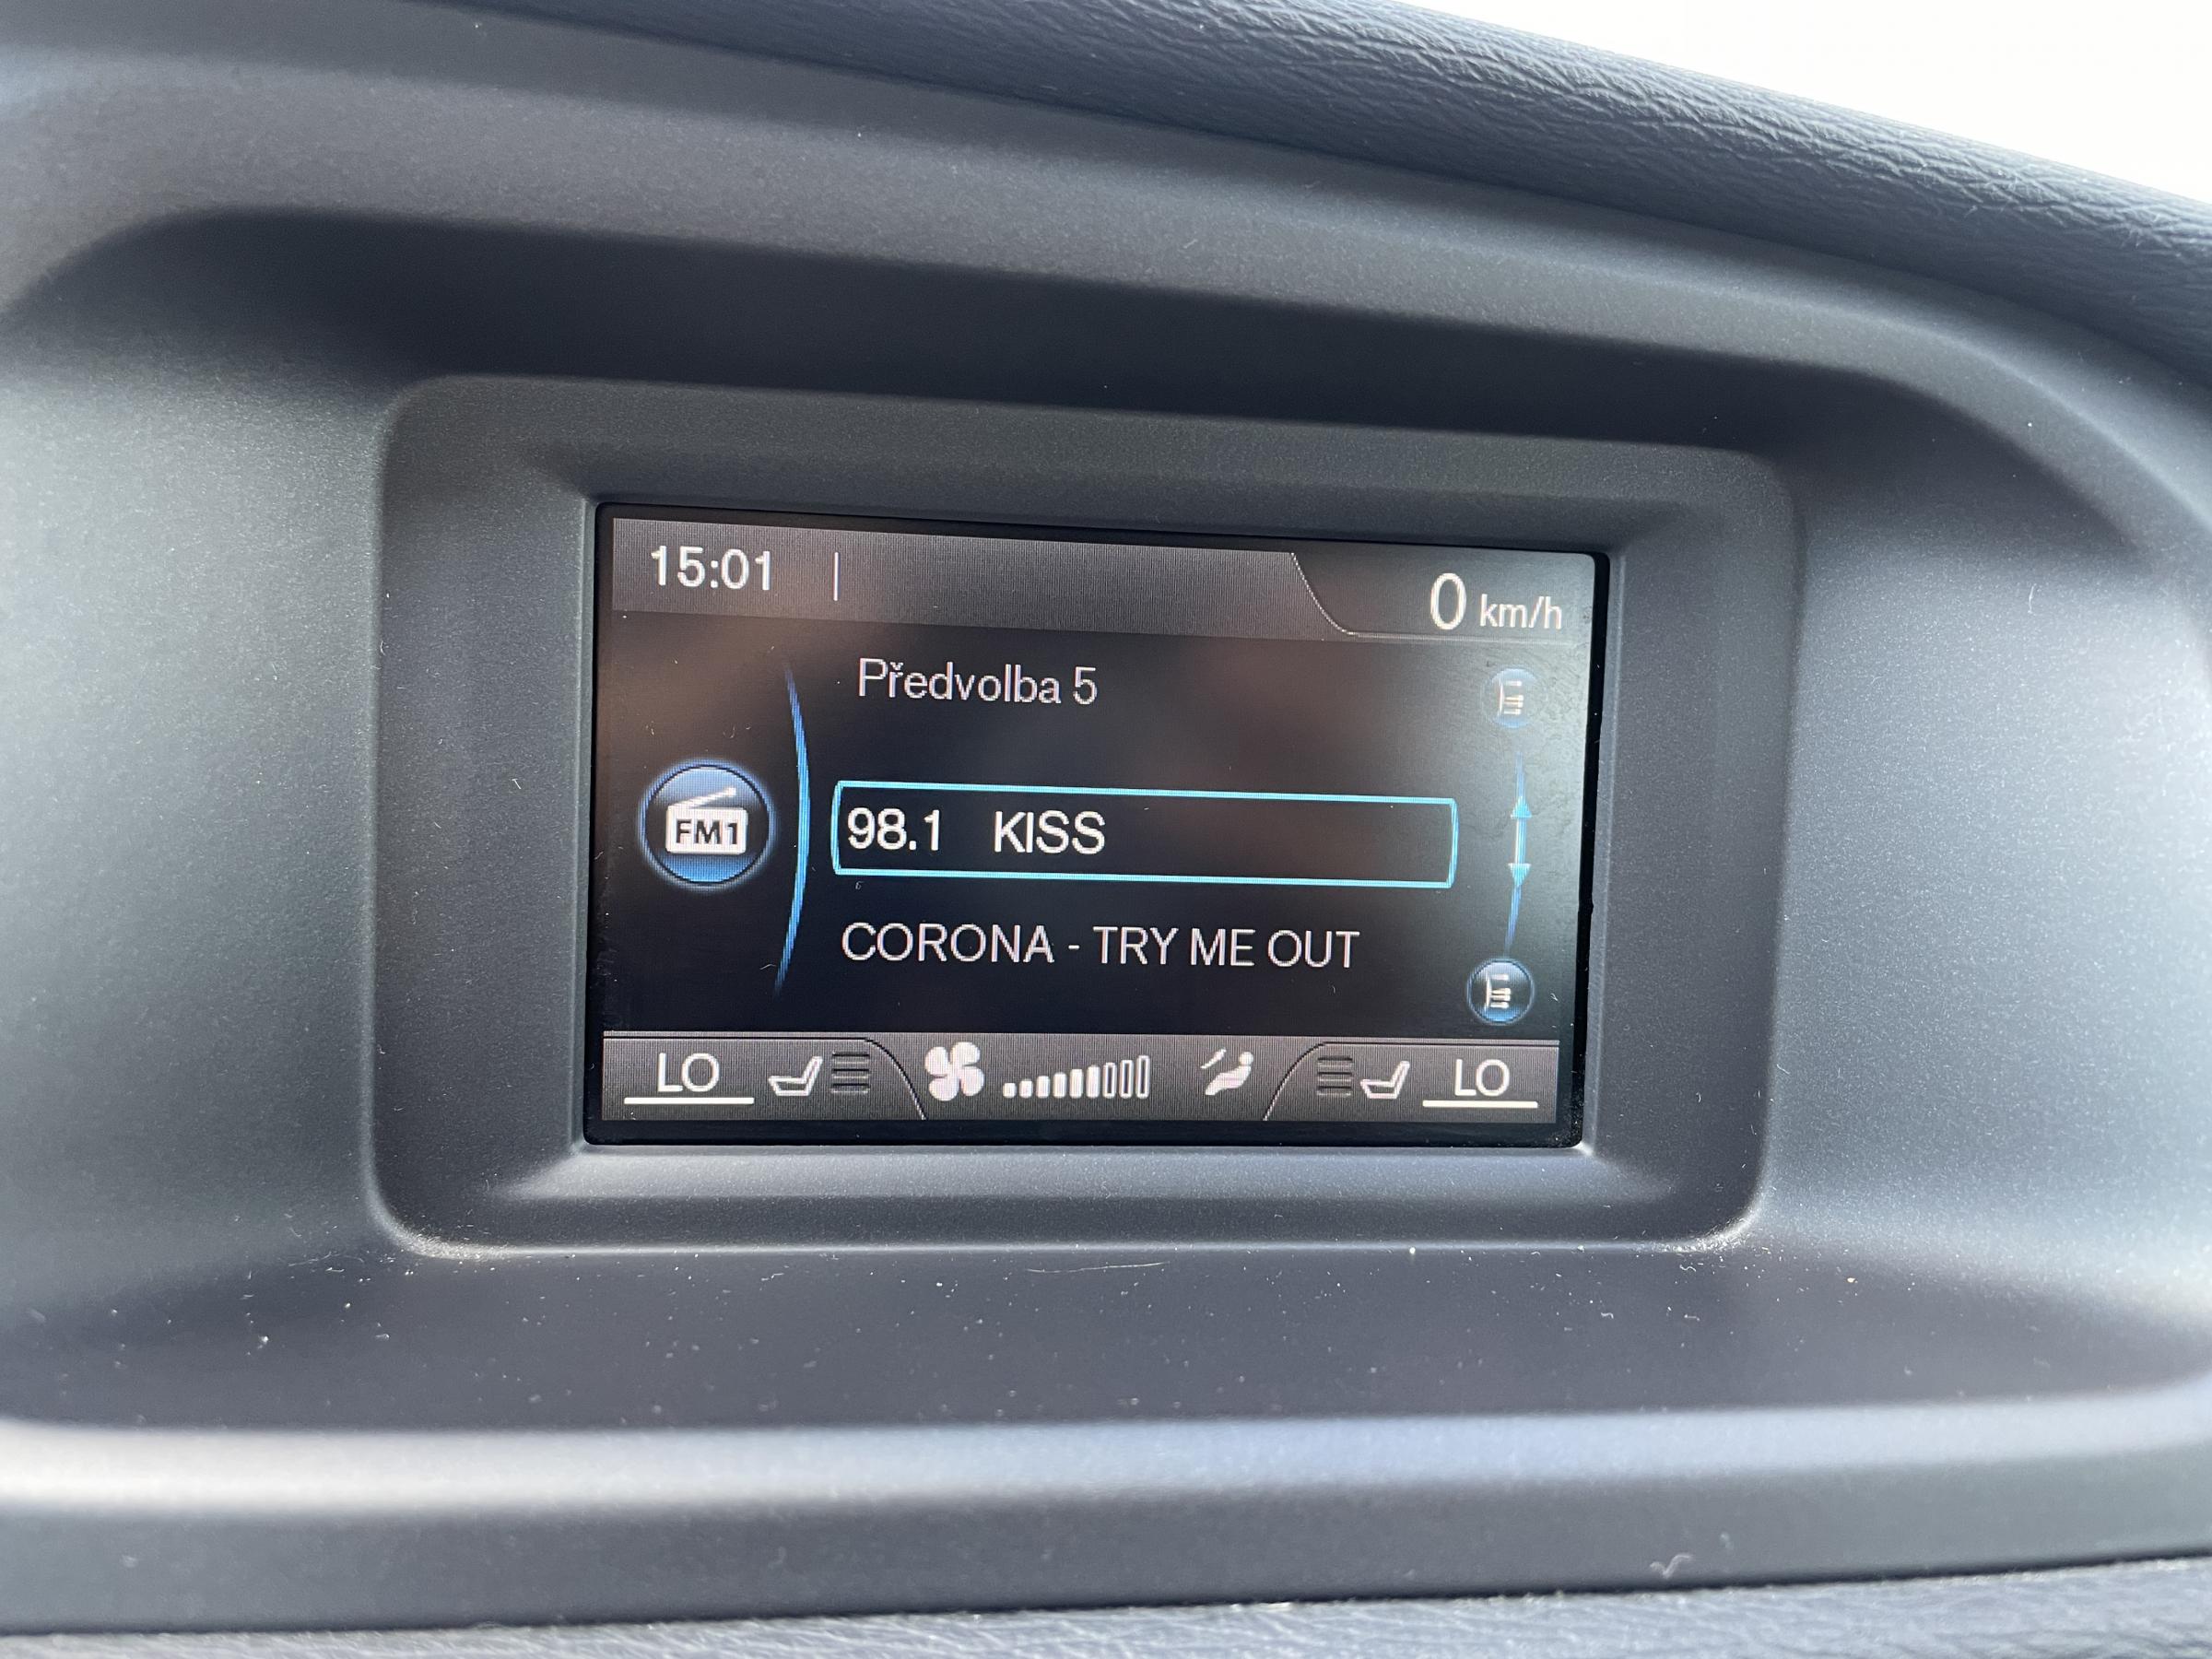 15:01
0 km/h
Předvolba 5
FM1
98.1 KISS
CORONA - TRY ME OUT
LO
LO